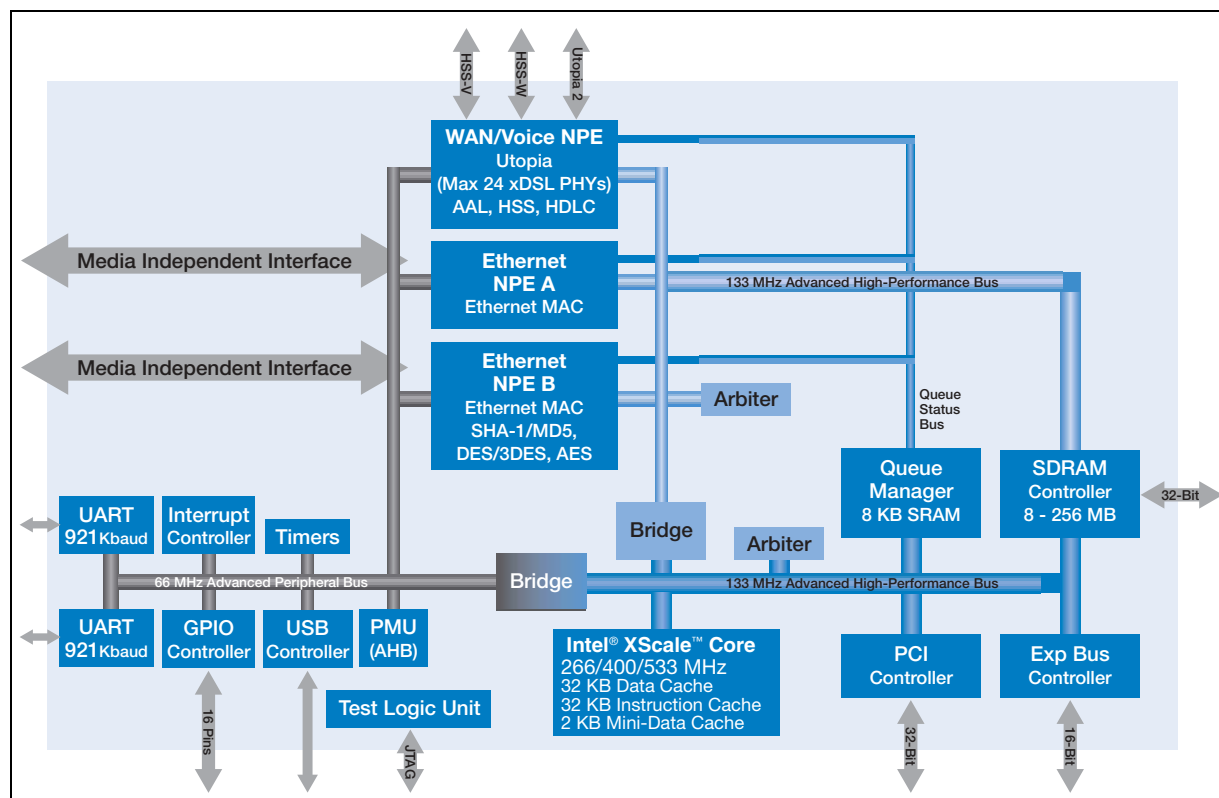 HSS-V
HSS-W
Utopia 2
WAN/Voice NPE
Utopia
(Max 24 xDSL PHYs)
AAL, HSS, HDLC
Media Independent Interface
Ethernet
NPE A
Ethernet MAC
133 MHz Advanced High-Performance Bus
Media Independent Interface
Ethernet
NPE B
Ethernet MAC
SHA-1/MD5,
DES/3DES, AES
Arbiter
Queue
Status
Bus
Queue
Manager
8 KB SRAM
SDRAM
Controller
8 - 256 MB
32-Bit
UART
921Kbaud
Interrupt
Controller
Timers
Bridge
Arbiter
66 MHz Advanced Peripheral Bus
Bridge
133 MHz Advanced High-Performance Bus
UART
921Kbaud
GPIO
Controller
USB
Controller
PMU
(AHB)
Intel® XScale™ Core
266/400/533 MHz
32 KB Data Cache
32 KB Instruction Cache
2 KB Mini-Data Cache
PCI
Controller
Exp Bus
Controller
Test Logic Unit
16 Pins
JTAG
32-Bit
16-Bit